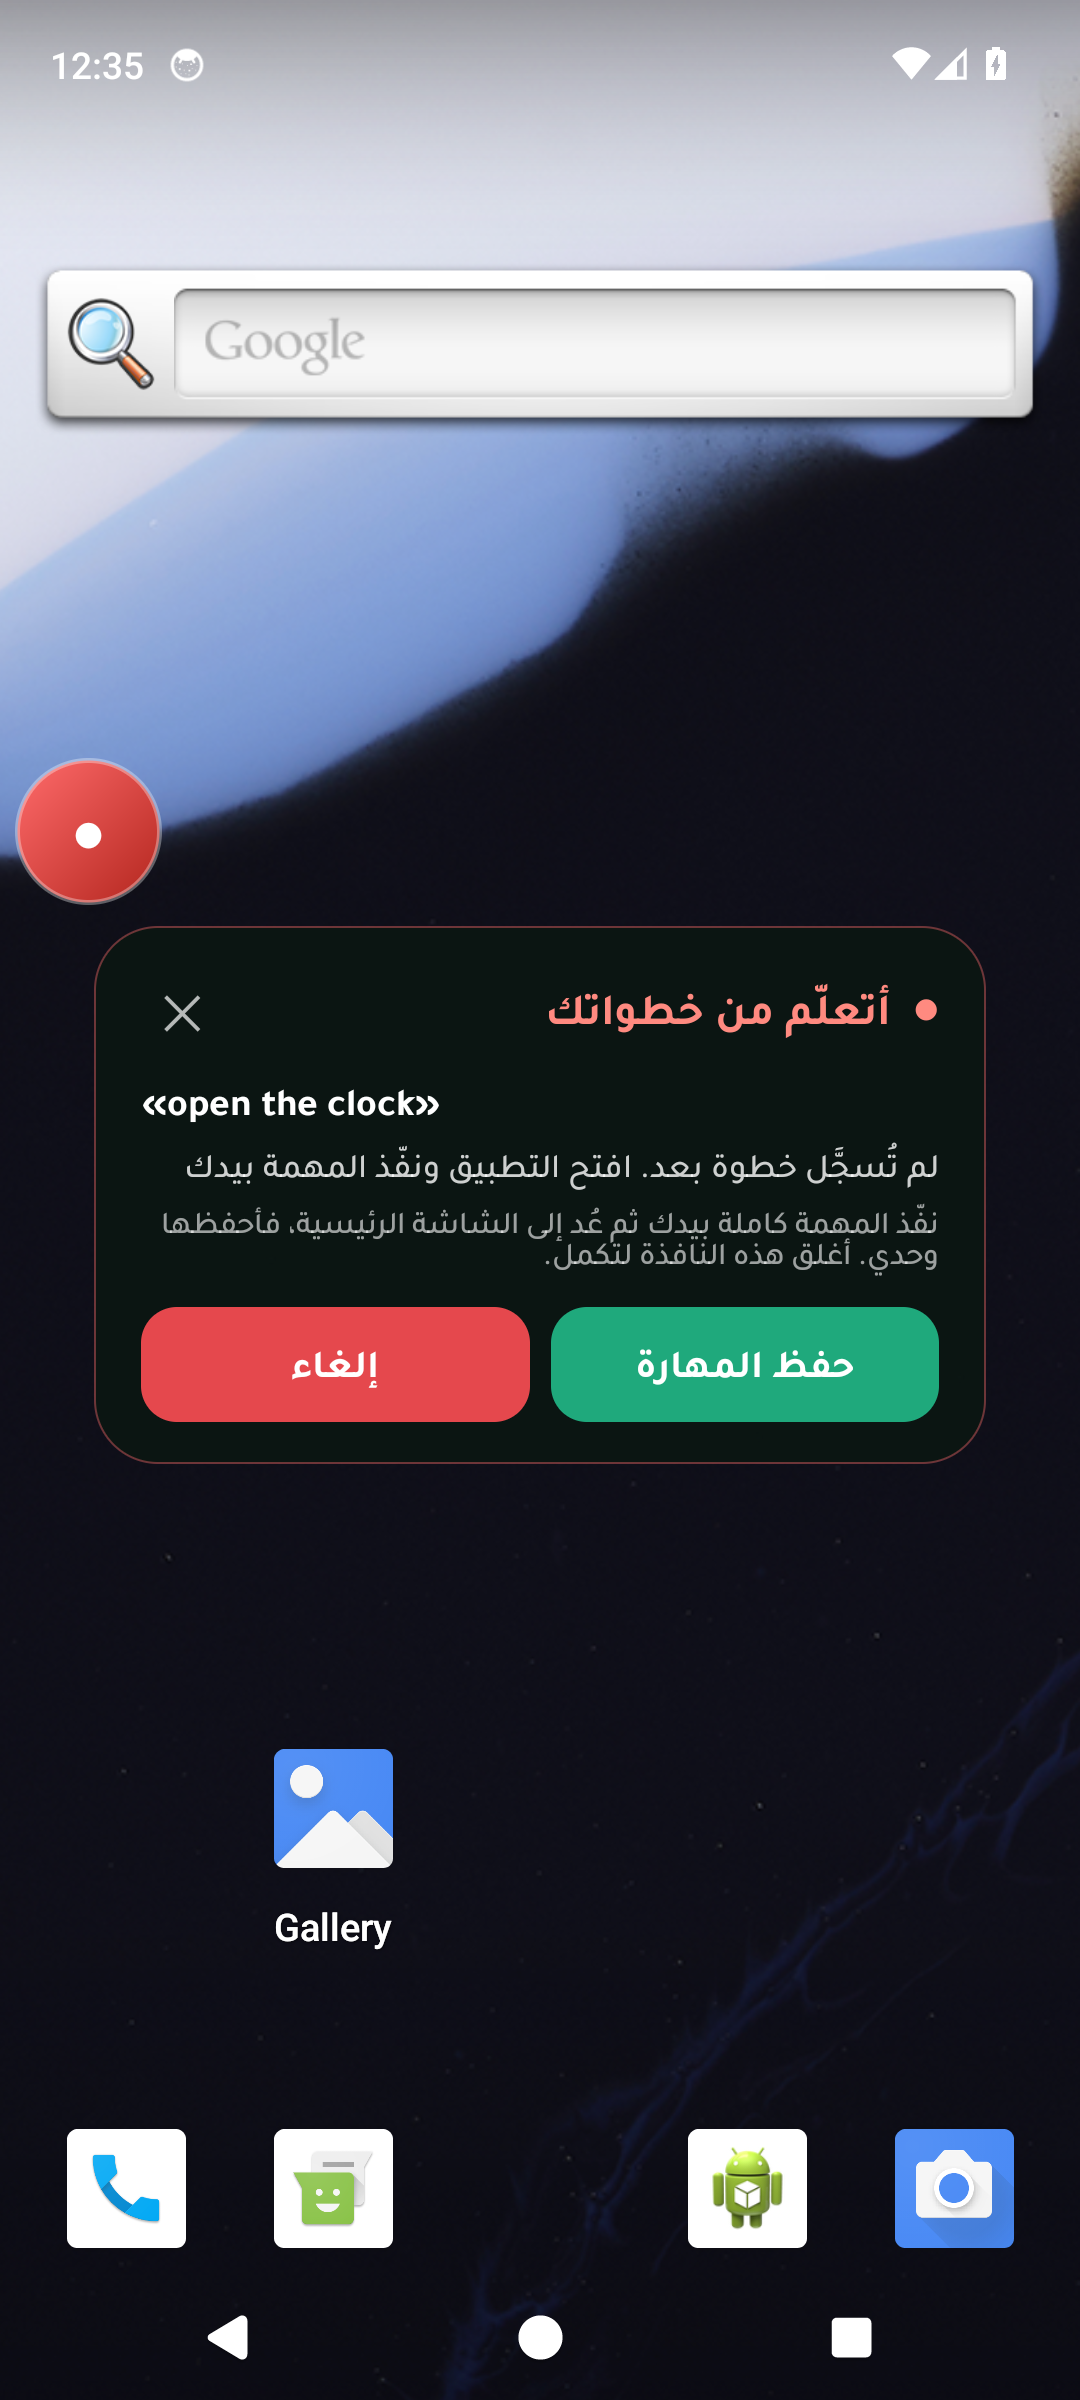 12:35
Google
أتعلّم من خطواتك
«open the clock»
لم تُسجَّل خطوة بعد. افتح التطبيق ونفّذ المهمة بيدك
نفّذ المهمة كاملة بيدك ثم عُد إلى الشاشة الرئيسية، فأحفظها
وحدي. أغلق هذه النافذة لتكمل.
حفظ المهارة
إلغاء
Gallery